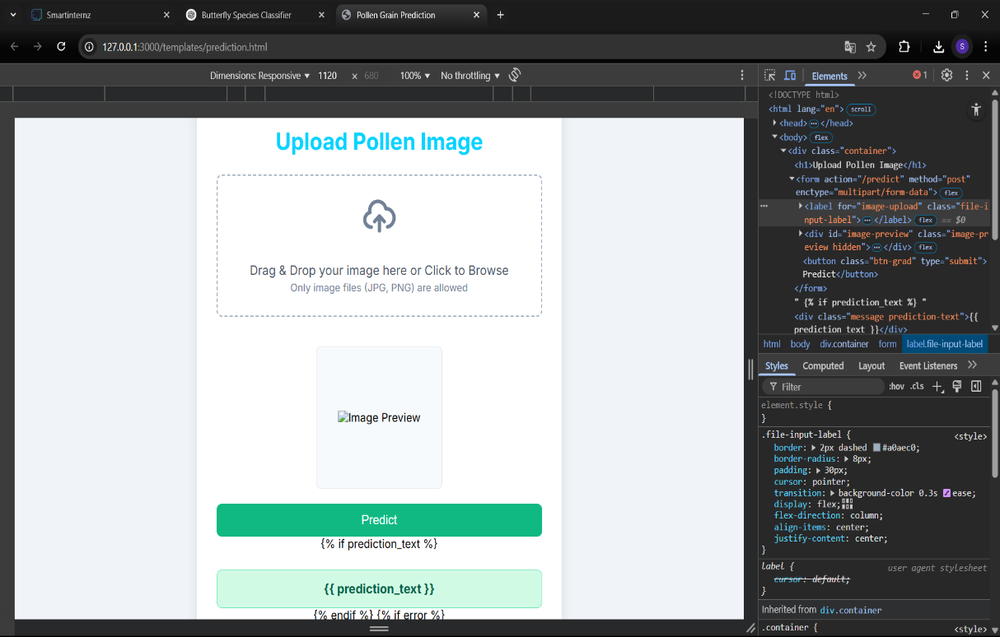 Smartinternz
Butterfly Species Classifier
Pollen Grain Prediction
127.0.0.1:3000/templates/prediction.html
S
Dimensions: Responsive 1120 x 680 100% No throttling
Upload Pollen Image
Drag & Drop your image here or Click to Browse
Only image files (JPG, PNG) are allowed
Image Preview
Predict
{% if prediction_text %}
{{ prediction_text }}
{% endif %} {% if error %}
Elements
1
<!DOCTYPE html>
<html lang="en"> scroll
<head> </head>
<body> flex
<div class="container">
<h1>Upload Pollen Image</h1>
<form action="/predict" method="post"
enctype="multipart/form-data"> flex
<label for="image-upload" class="file-i
nput-label"> </label> flex == $0
<div id="image-preview" class="image-pr
eview hidden"> </div> flex
<button class="btn-grad" type="submit">
Predict</button>
</form>
" {% if prediction_text %} "
<div class="message prediction-text">{{
prediction_text }}</div>
html body div.container form label.file-input-label
Styles Computed Layout Event Listeners
Filter :hov .cls
element.style {
}
.file-input-label { <style>
border: 2px dashed #a0aec0;
border-radius: 8px;
padding: 30px;
cursor: pointer;
transition: background-color 0.3s ease;
display: flex;
flex-direction: column;
align-items: center;
justify-content: center;
}
label { user agent stylesheet
cursor: default;
}
Inherited from div.container
.container { <style>